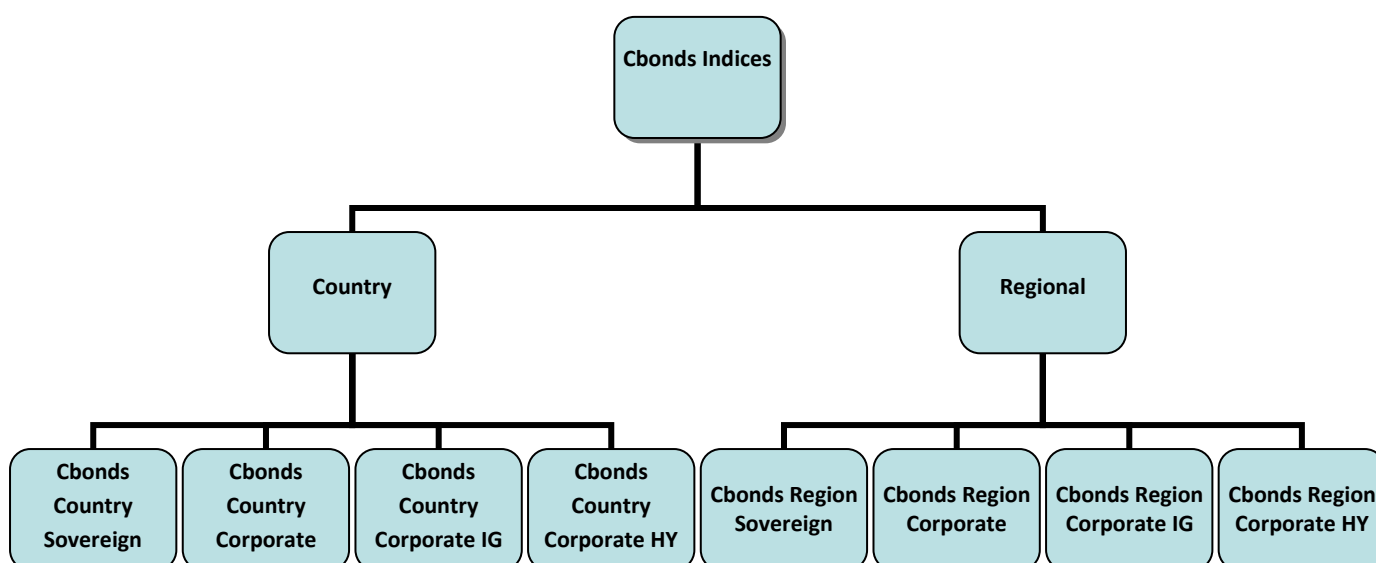 Cbonds Indices
Country
Regional
Cbonds
Country
Sovereign
Cbonds
Country
Corporate
Cbonds
Country
Corporate IG
Cbonds
Country
Corporate HY
Cbonds Region
Sovereign
Cbonds Region
Corporate
Cbonds Region
Corporate IG
Cbonds Region
Corporate HY